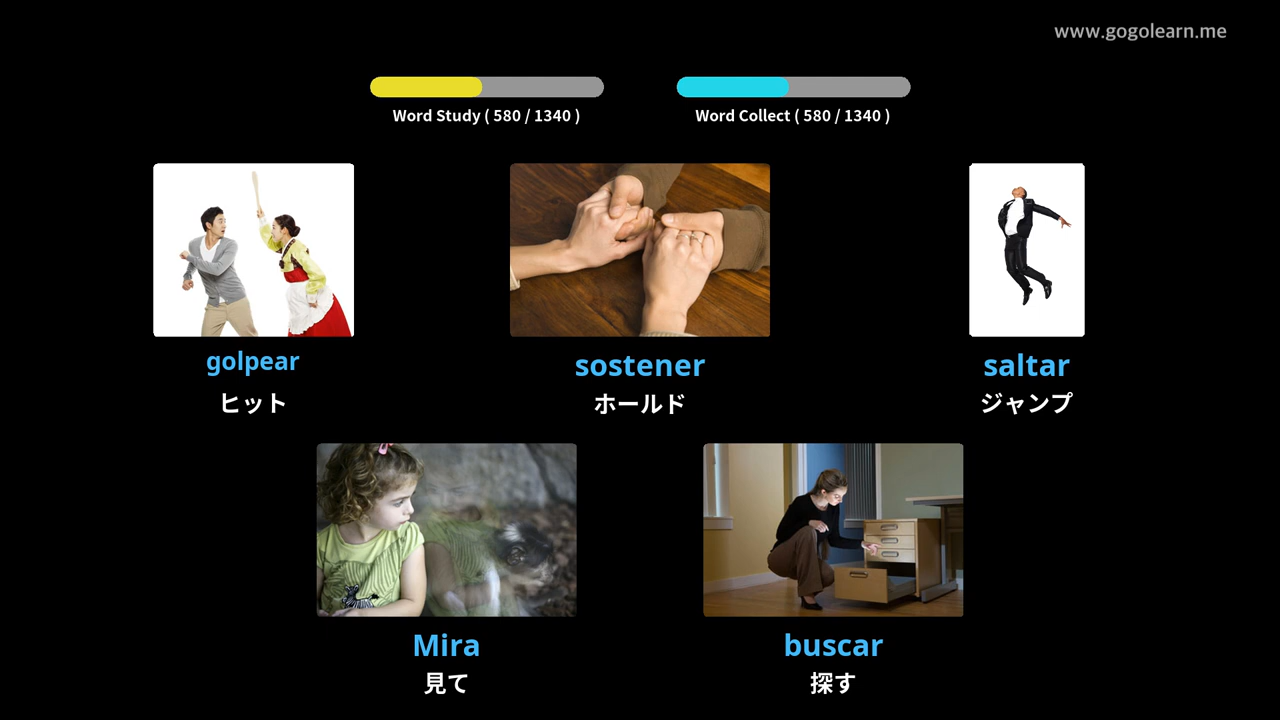 www.gogolearn.me
Word Study ( 580 / 1340 )
Word Collect ( 580 / 1340 )
golpear
ヒット
sostener
ホールド
saltar
ジャンプ
Mira
見て
buscar
探す